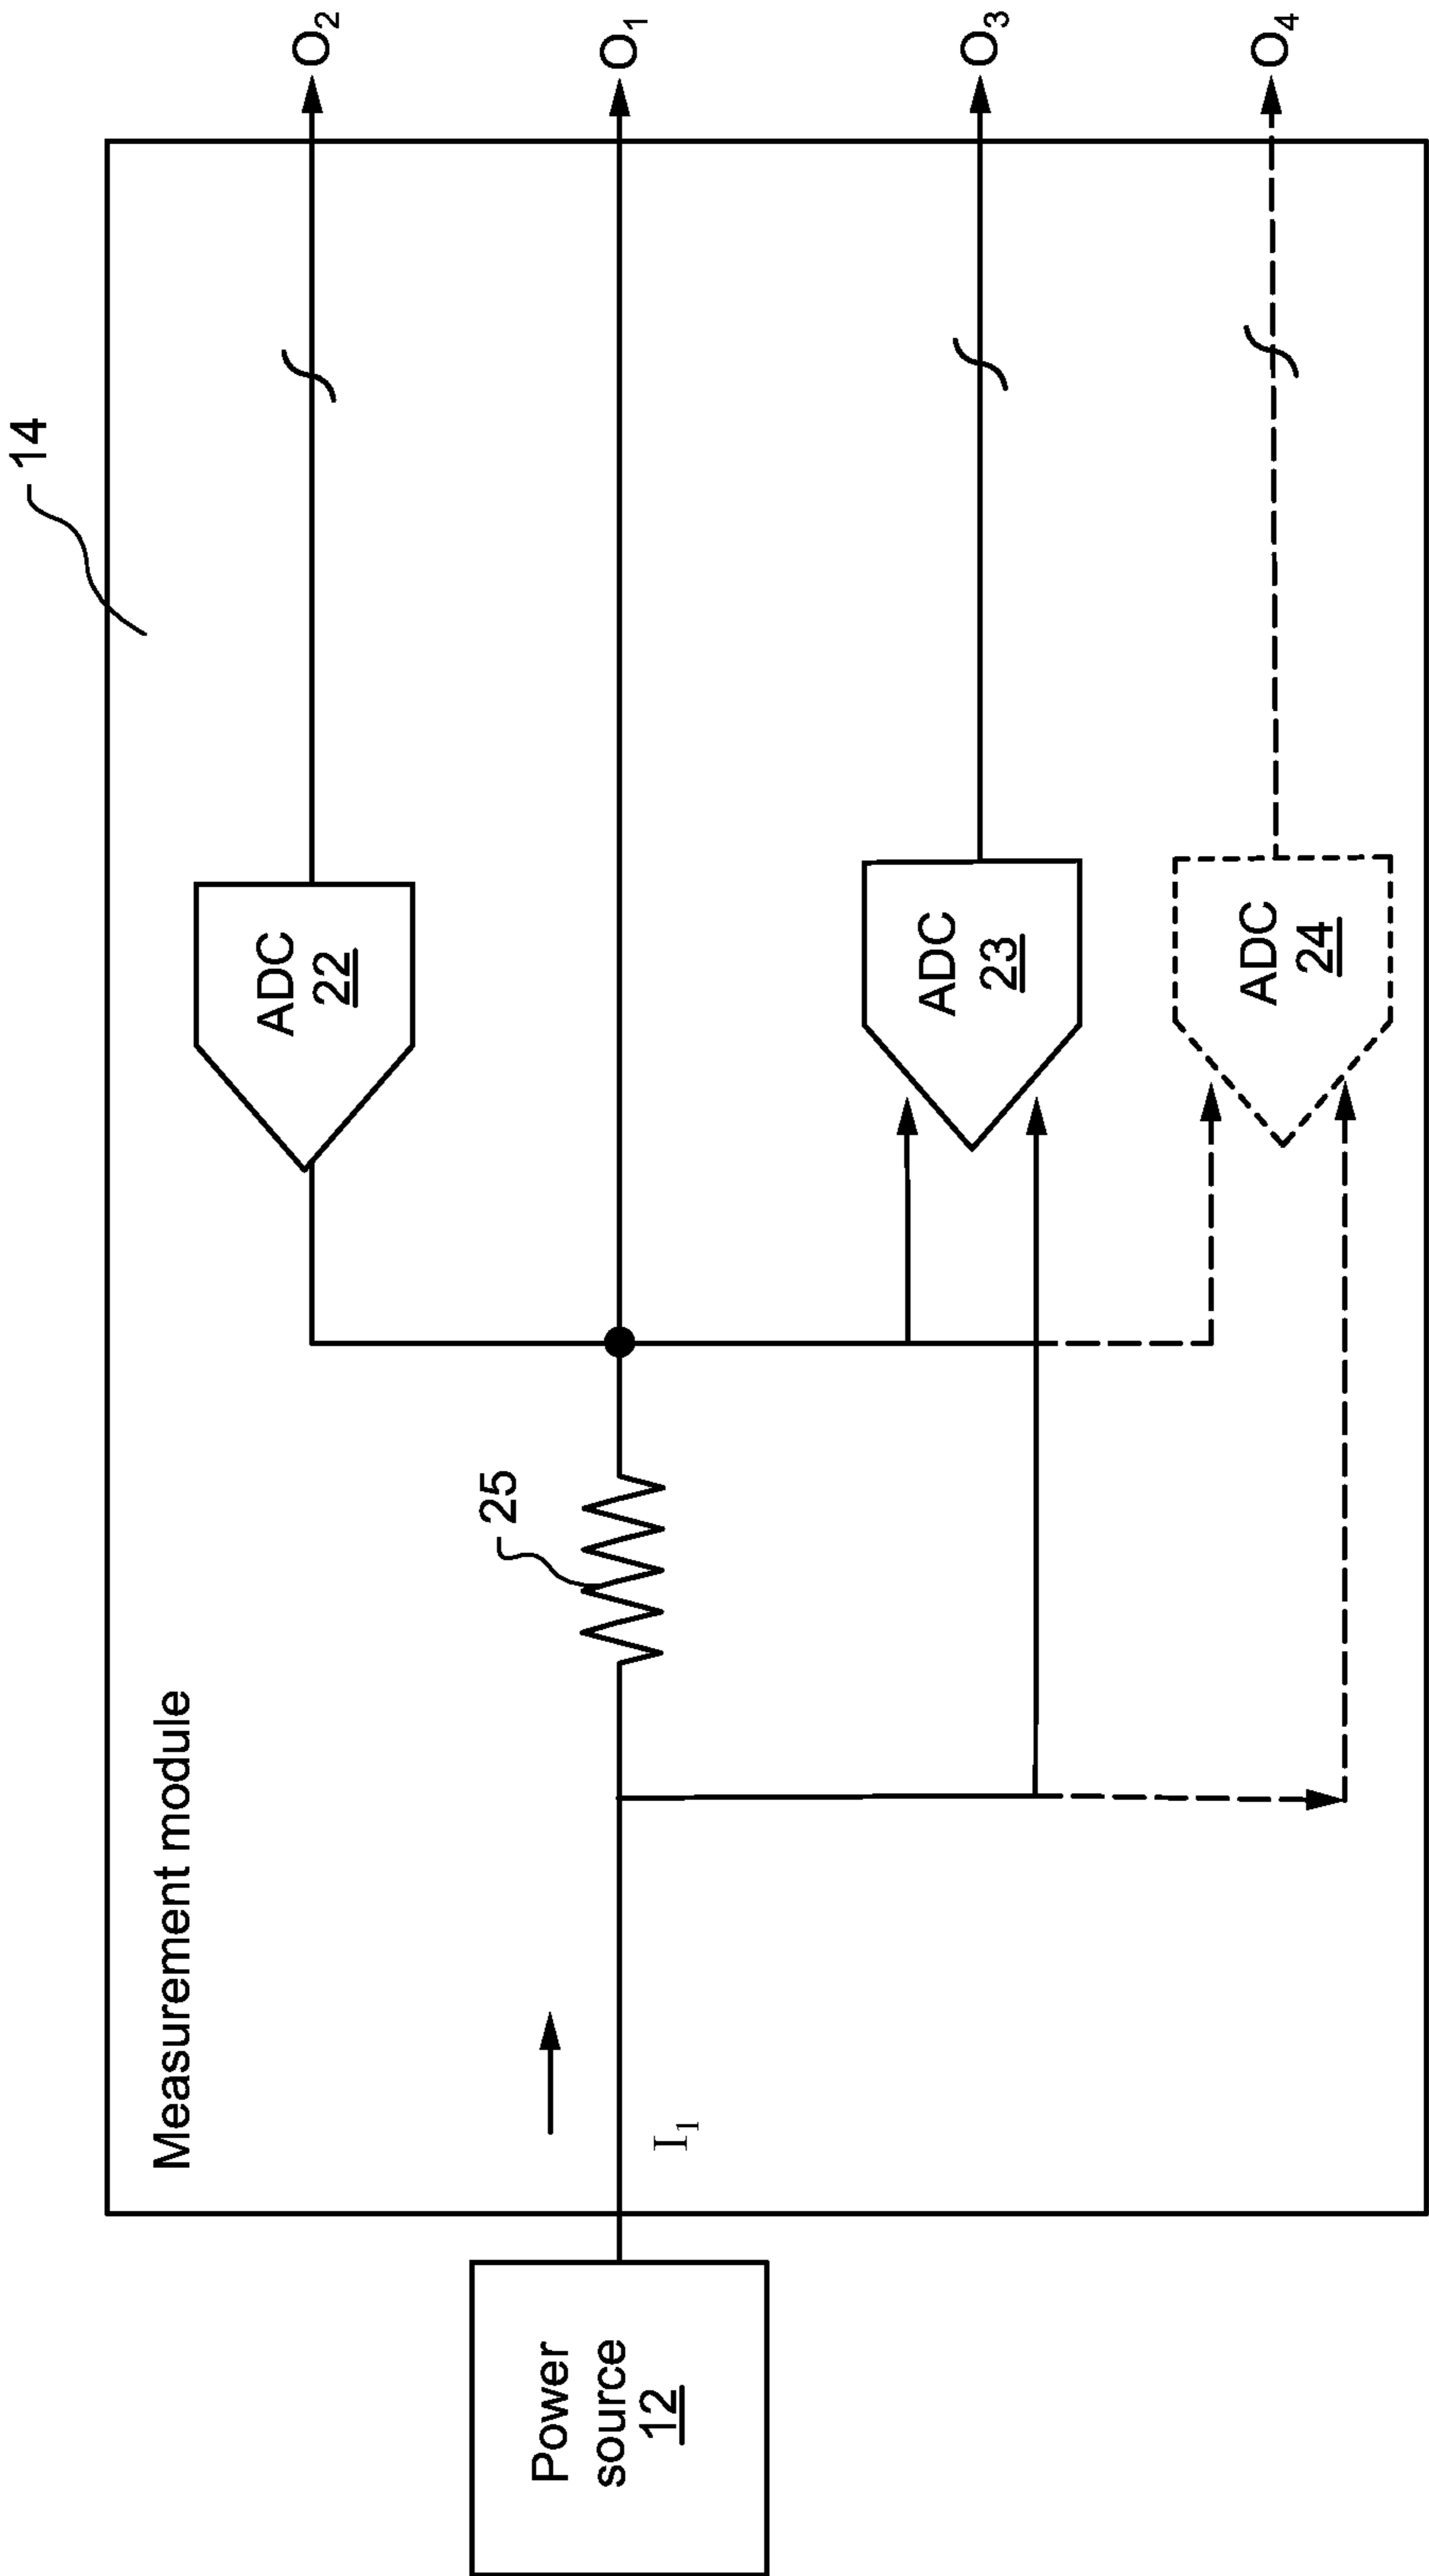 14
Measurement module
O2
ADC
22
O1
25
Power
source
12
I1
O3
ADC
23
O4
ADC
24